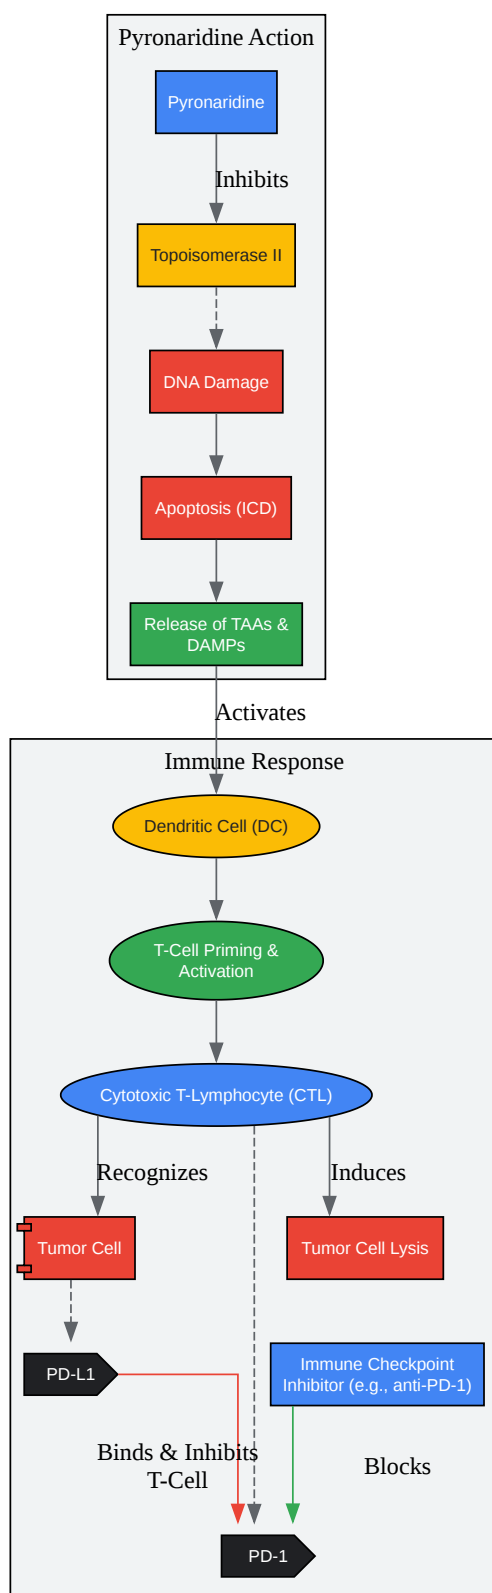 Pyronaridine Action
Pyronaridine
Inhibits
Topoisomerase II
DNA Damage
Apoptosis (ICD)
Release of TAAs &
DAMPs
Activates
Immune Response
Dendritic Cell (DC)
T-Cell Priming &
Activation
Cytotoxic T-Lymphocyte (CTL)
Recognizes
Induces
Tumor Cell
Tumor Cell Lysis
PD-L1
Immune Checkpoint
Inhibitor (e.g., anti-PD-1)
Binds & Inhibits
T-Cell
Blocks
PD-1